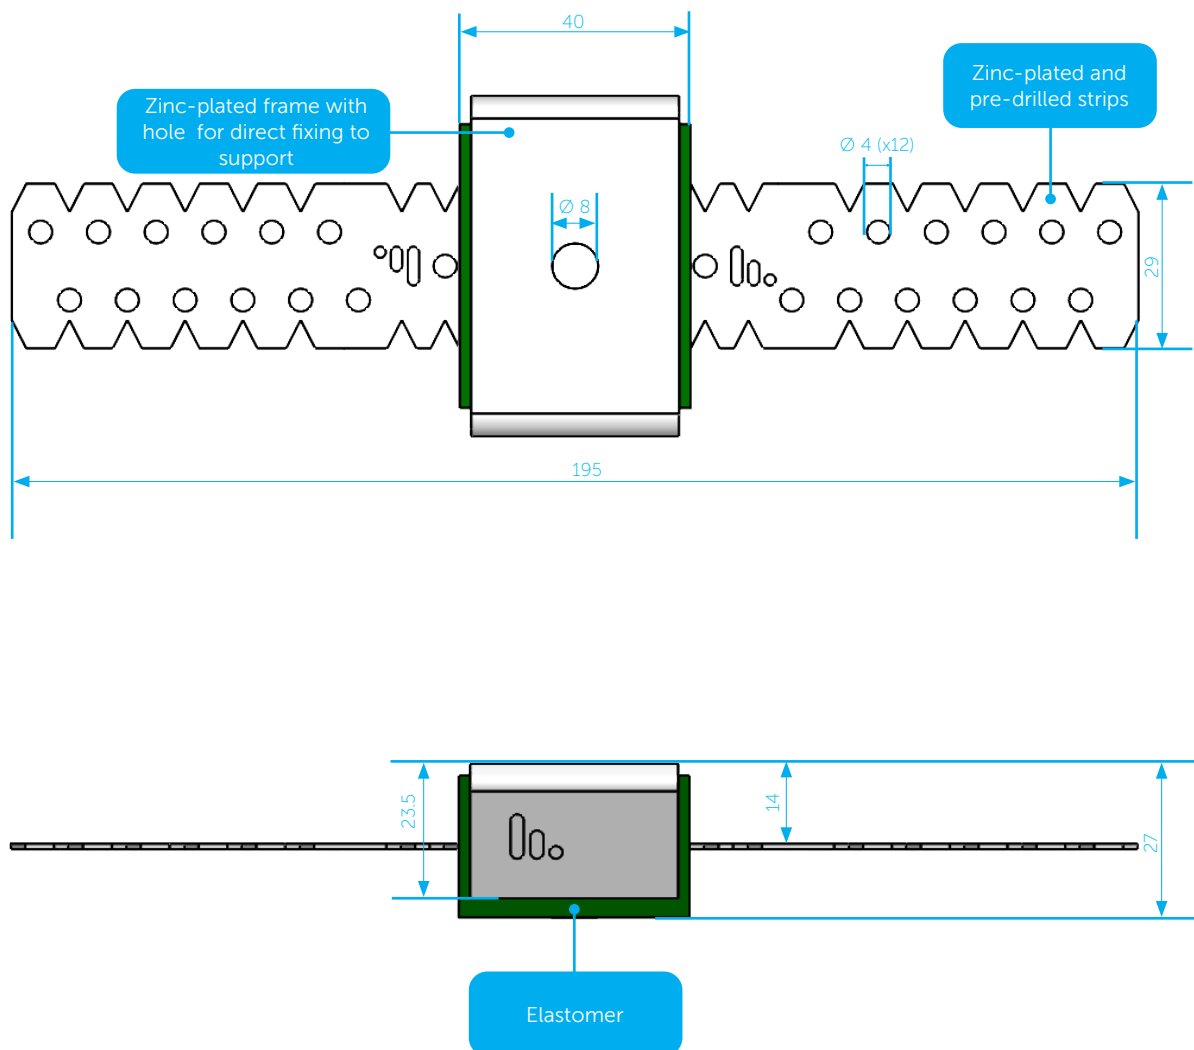 40
Zinc-plated and
pre-drilled strips
Zinc-plated frame with
hole for direct fixing to
support
Ø 4 (x12)
Ø 8
29
195
23.5
14
27
Elastomer